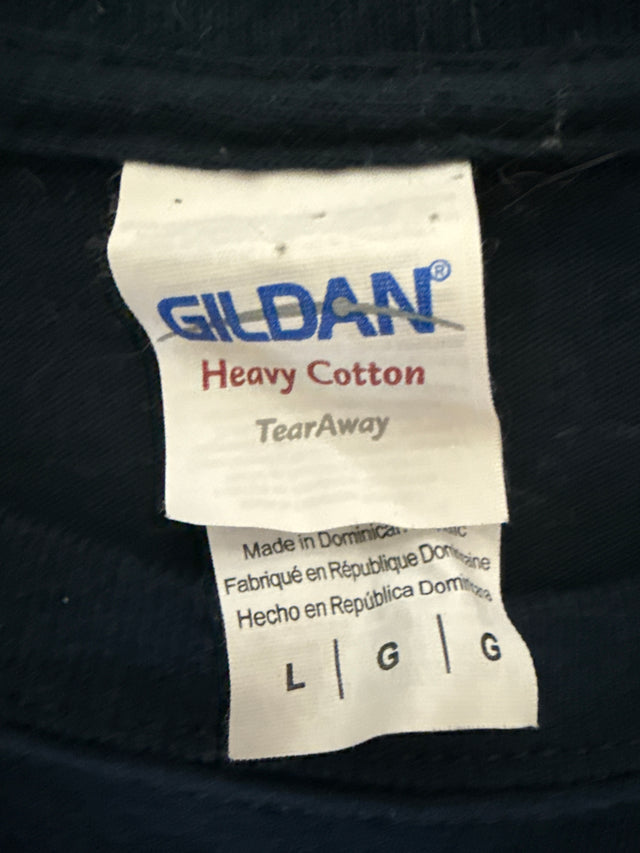 GILDAN®
Heavy Cotton
TearAway
Made in Dominican
Fabriqué en République Dominicaine
Hecho en República Dominicana
L | G | G